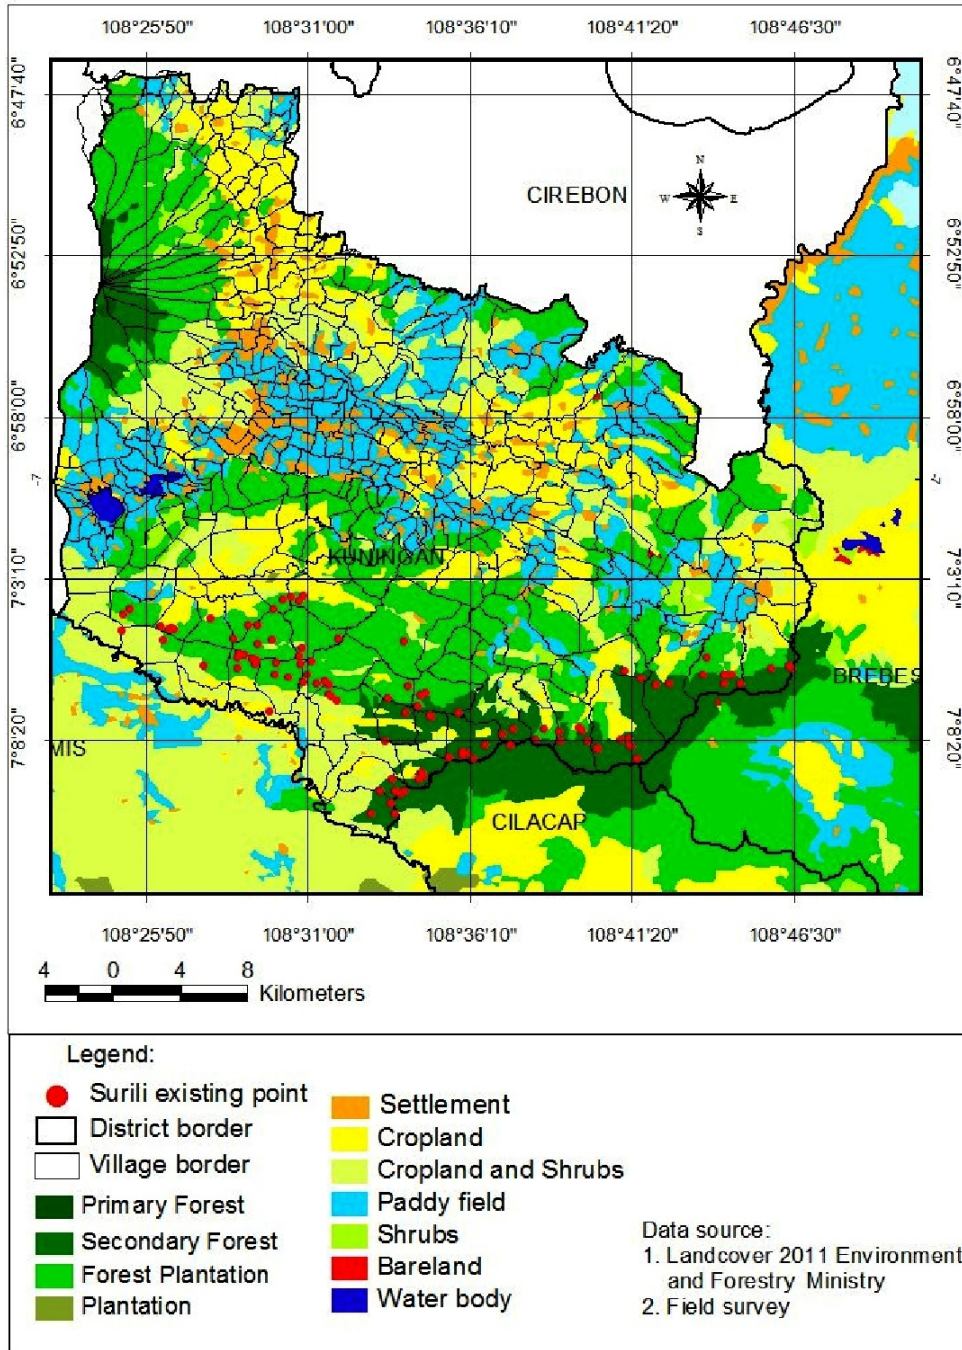 108°25'50" 108°31'00" 108°36'10" 108°41'20" 108°46'30"
6°47'40" 6°47'40"
N
CIREBON W E
S
6°52'50" 6°52'50"
6°58'00" 6°58'00"
-7 -7
KUNINGAN
7°3'10" 7°3'10"
BREBES
7°8'20" 7°8'20"
MIS
CILACAP
108°25'50" 108°31'00" 108°36'10" 108°41'20" 108°46'30"
4 0 4 8
Kilometers
Legend:
Surili existing point
District border
Village border
Primary Forest
Secondary Forest
Forest Plantation
Plantation
Settlement
Cropland
Cropland and Shrubs
Paddy field
Shrubs
Bareland
Water body
Data source:
1. Landcover 2011 Environment
and Forestry Ministry
2. Field survey